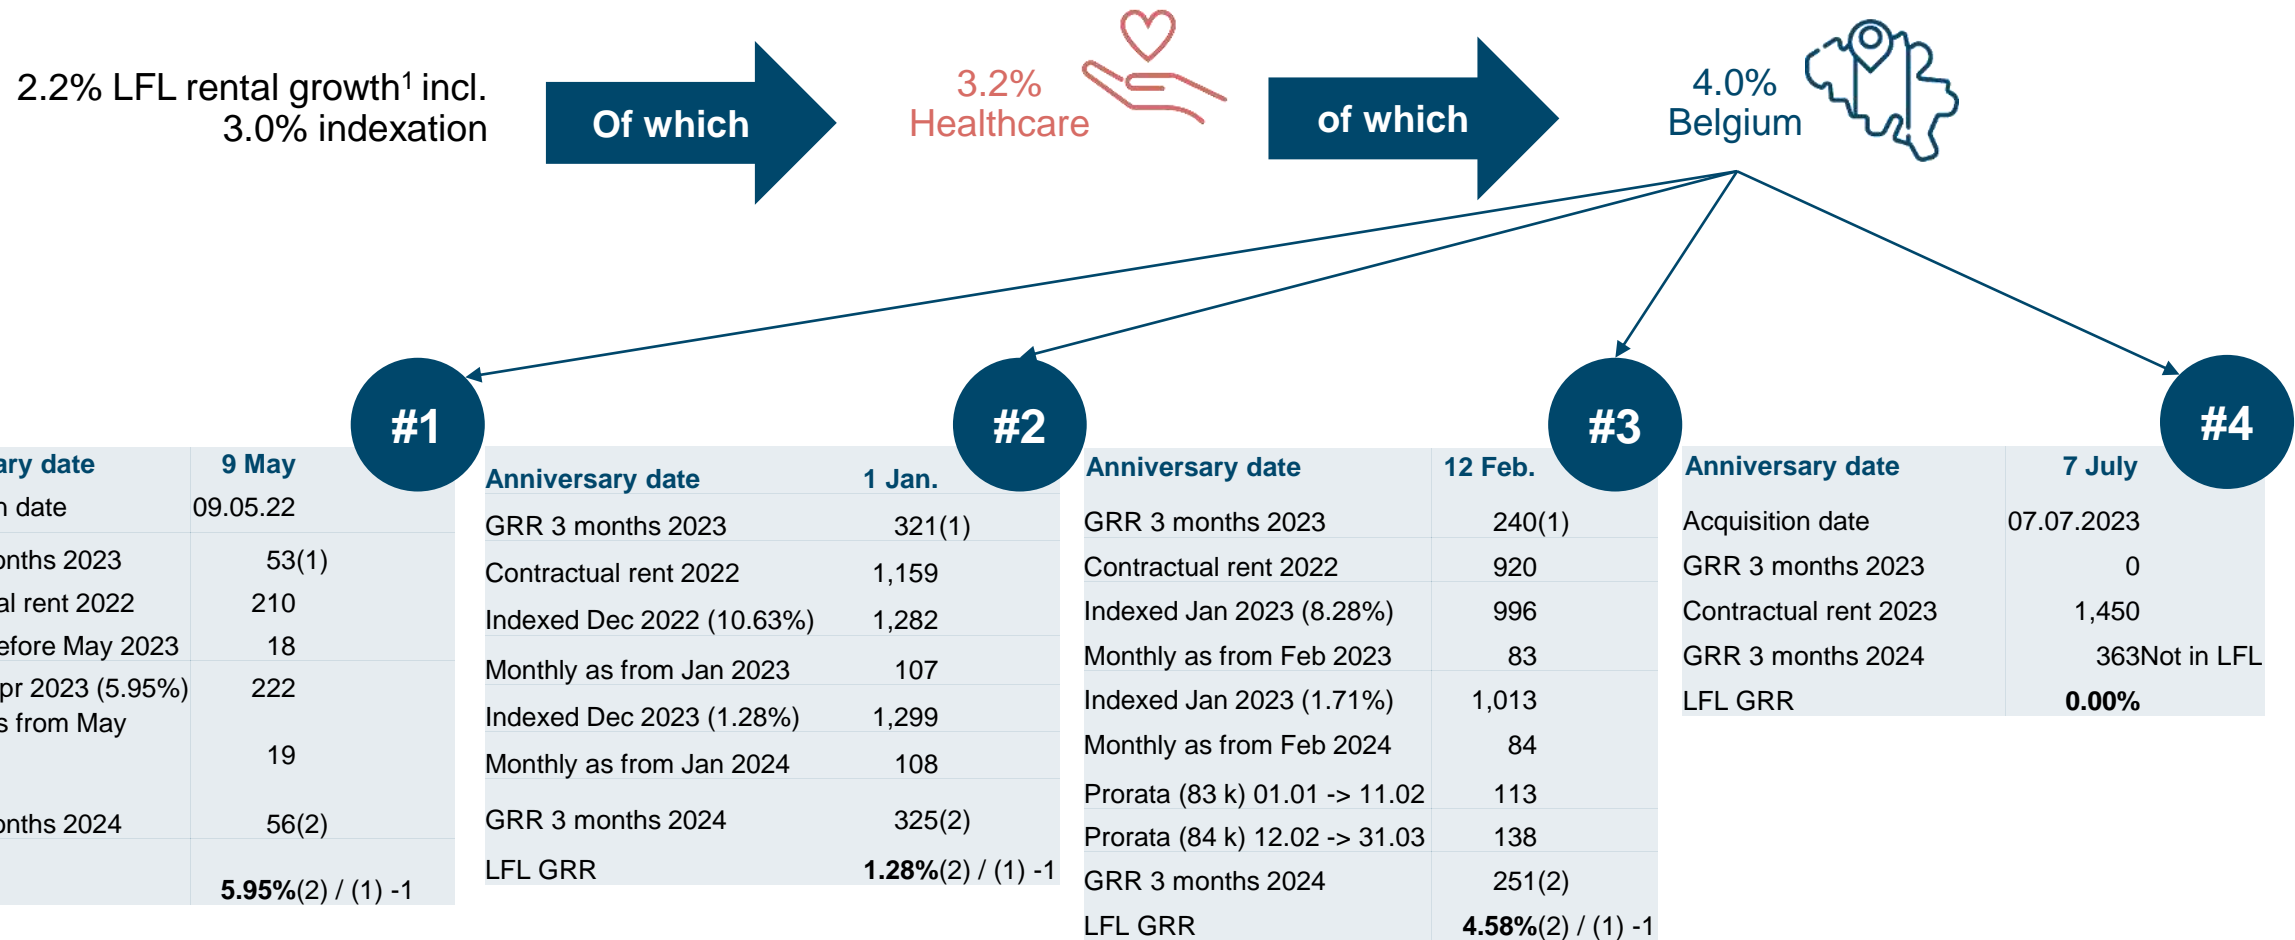 2.2% LFL rental growth1 incl.
3.0% indexation
Of which
3.2%
Healthcare
of which
4.0%
Belgium
#1
#2
#3
#4
ary date 9 May
n date 09.05.22
onths 2023 53(1)
al rent 2022 210
efore May 2023 18
pr 2023 (5.95%) 222
s from May
19
onths 2024 56(2)
5.95%(2) / (1) -1
Anniversary date 1 Jan.
GRR 3 months 2023 321(1)
Contractual rent 2022 1,159
Indexed Dec 2022 (10.63%) 1,282
Monthly as from Jan 2023 107
Indexed Dec 2023 (1.28%) 1,299
Monthly as from Jan 2024 108
GRR 3 months 2024 325(2)
LFL GRR 1.28%(2) / (1) -1
Anniversary date 12 Feb.
GRR 3 months 2023 240(1)
Contractual rent 2022 920
Indexed Jan 2023 (8.28%) 996
Monthly as from Feb 2023 83
Indexed Jan 2023 (1.71%) 1,013
Monthly as from Feb 2024 84
Prorata (83 k) 01.01 -> 11.02 113
Prorata (84 k) 12.02 -> 31.03 138
GRR 3 months 2024 251(2)
LFL GRR 4.58%(2) / (1) -1
Anniversary date 7 July
Acquisition date 07.07.2023
GRR 3 months 2023 0
Contractual rent 2023 1,450
GRR 3 months 2024 363Not in LFL
LFL GRR 0.00%